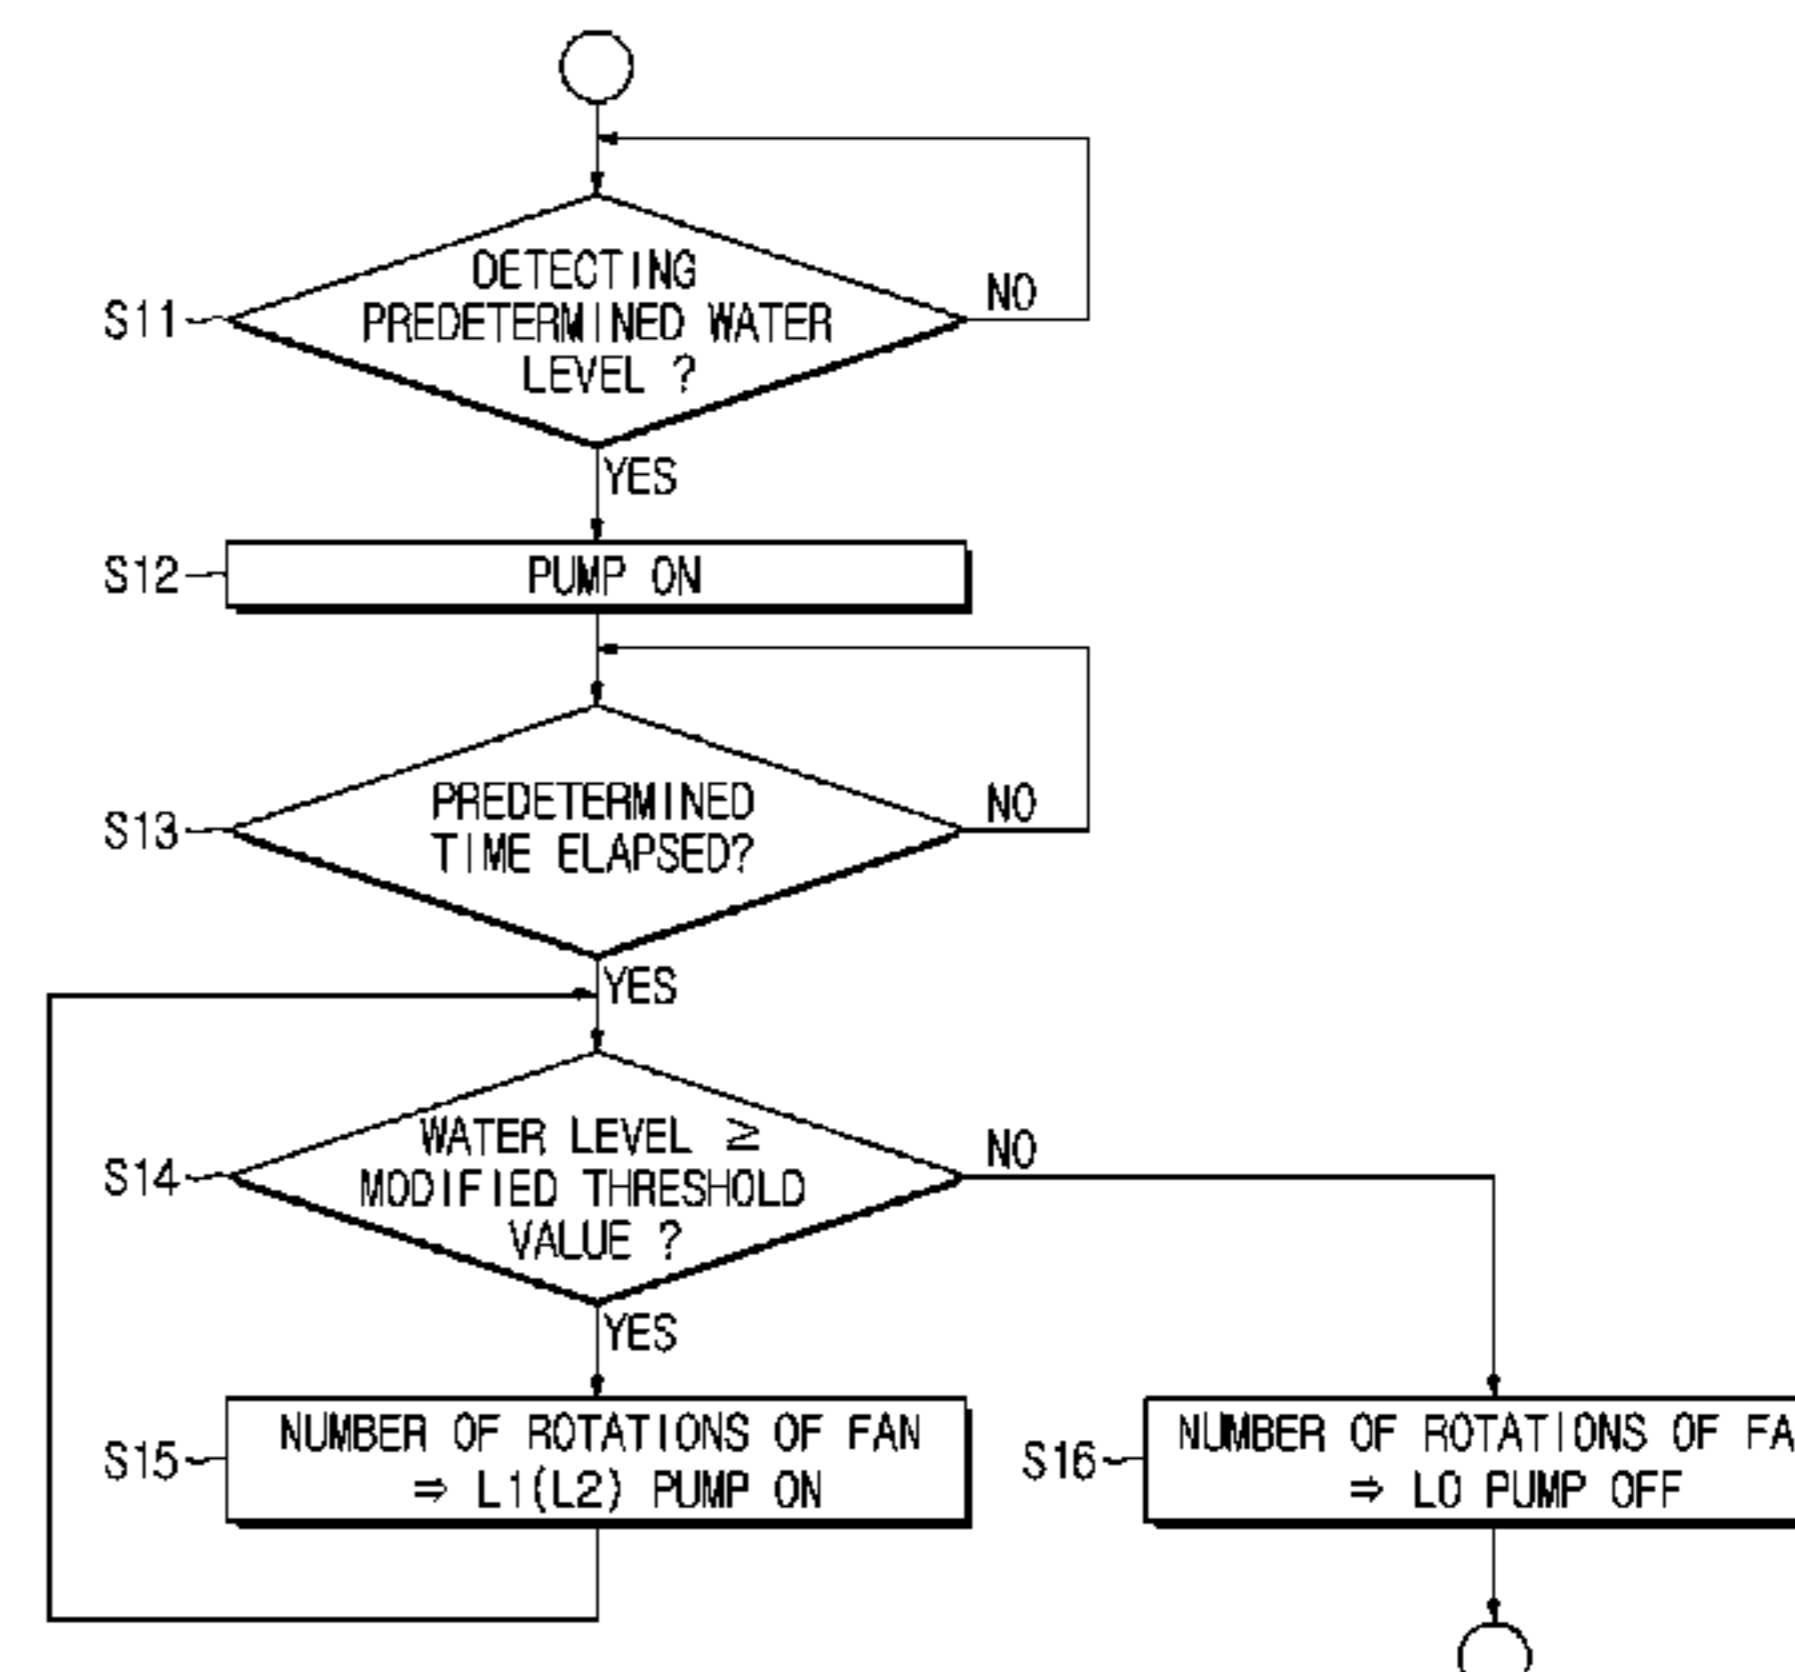 DETECTING
PREDETERMINED WATER
LEVEL ?
NO
S11
YES
S12
PUMP ON
PREDETERMINED
TIME ELAPSED?
NO
S13
YES
WATER LEVEL ≥
MODIFIED THRESHOLD
VALUE ?
NO
S14
YES
NUMBER OF ROTATIONS OF FAN
⇒ L1(L2) PUMP ON
S15
NUMBER OF ROTATIONS OF
⇒ L0 PUMP OFF
S16